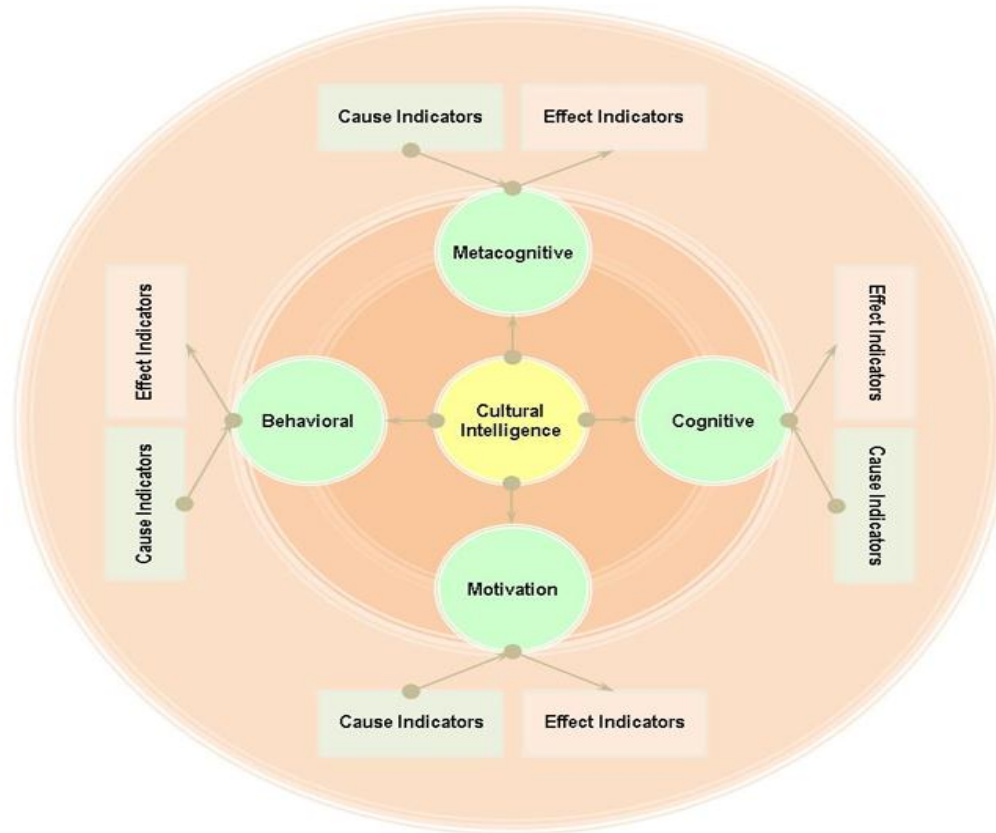 Cause Indicators
Effect Indicators
Metacognitive
Effect Indicators
Cause Indicators
Behavioral
Cultural
Intelligence
Cognitive
Effect Indicators
Cause Indicators
Motivation
Cause Indicators
Effect Indicators